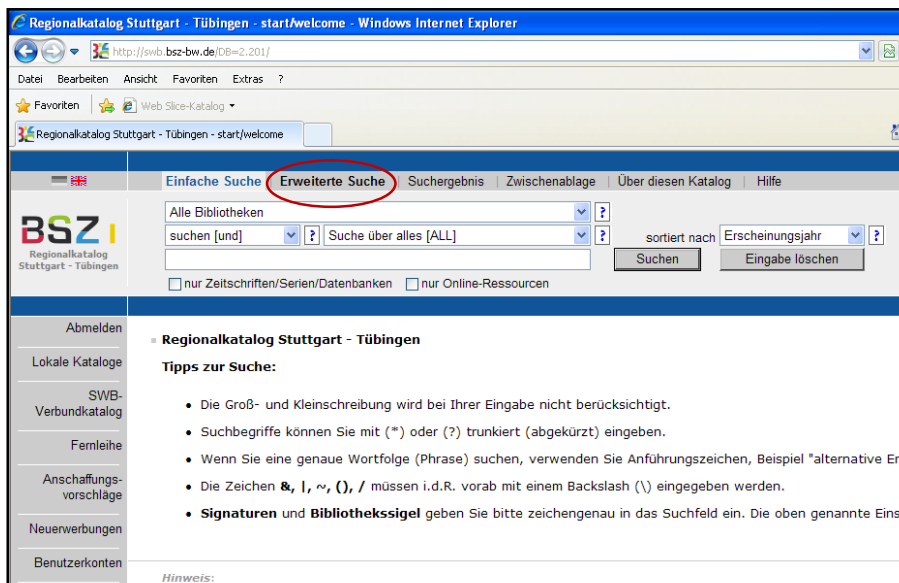 Regionalkatalog Stuttgart - Tübingen - start/welcome - Windows Internet Explorer
http://swb.bsz-bw.de/DB=2.201/
Datei Bearbeiten Ansicht Favoriten Extras ?
Favoriten Web Slice-Katalog
Regionalkatalog Stuttgart - Tübingen - start/welcome
Einfache Suche | Erweiterte Suche | Suchergebnis | Zwischenablage | Über diesen Katalog | Hilfe
Alle Bibliotheken ?
suchen [und] ? Suche über alles [ALL] ? sortiert nach Erscheinungsjahr ?
Suchen Eingabe löschen
nur Zeitschriften/Serien/Datenbanken nur Online-Ressourcen
BSZ
Regionalkatalog
Stuttgart - Tübingen
Abmelden
Lokale Kataloge
SWB-
Verbundkatalog
Fernleihe
Anschaffungs-
vorschläge
Neuerwerbungen
Benutzerkonten
Regionalkatalog Stuttgart - Tübingen
Tipps zur Suche:
• Die Groß- und Kleinschreibung wird bei Ihrer Eingabe nicht berücksichtigt.
• Suchbegriffe können Sie mit (*) oder (?) trunkiert (abgekürzt) eingeben.
• Wenn Sie eine genaue Wortfolge (Phrase) suchen, verwenden Sie Anführungszeichen, Beispiel "alternative Er
• Die Zeichen &, |, ~, (), / müssen i.d.R. vorab mit einem Backslash (\) eingegeben werden.
• Signaturen und Bibliothekssigel geben Sie bitte zeichengenau in das Suchfeld ein. Die oben genannte Eins
Hinweis: